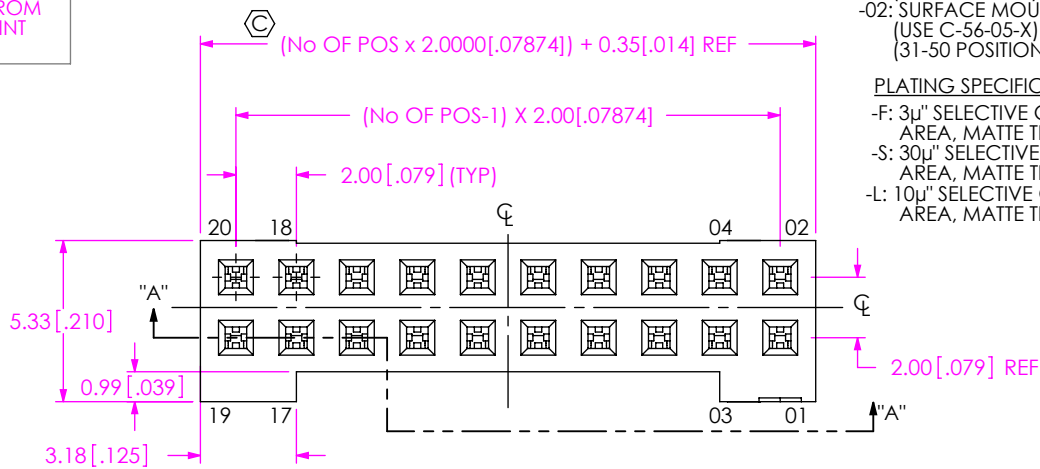 ROM
INT
C
-02: SURFACE MOU
(USE C-56-05-X)
(31-50 POSITION
PLATING SPECIFIC
-F: 3µ" SELECTIVE
AREA, MATTE T
-S: 30µ" SELECTIVE
AREA, MATTE T
-L: 10µ" SELECTIVE
AREA, MATTE T
(No OF POS x 2.0000[.07874]) + 0.35[.014] REF
(No OF POS-1) X 2.00[.07874]
2.00[.079] (TYP)
20 18 04 02
"A"
5.33[.210]
0.99[.039]
2.00[.079] REF
19 17 03 01
"A"
3.18[.125]